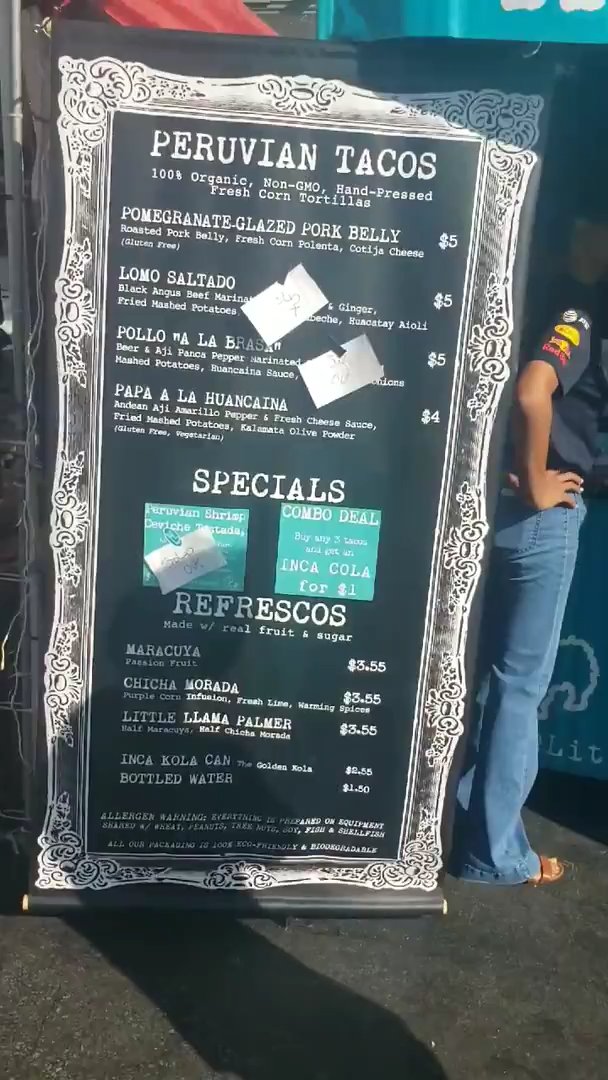 PERUVIAN TACOS
100% Organic, Non-GMO, Hand-Pressed
Fresh Corn Tortillas
POMEGRANATE-GLAZED PORK BELLY $5
Roasted Pork Belly, Fresh Corn Polenta, Cotija Cheese
(Gluten Free)
LOMO SALTADO $5
Black Angus Beef & Ginger,
Fried Mashed Potatoes, Huacatay Aioli
POLLO "A LA $5
Beer & Aji Panca Pepper Marinated
Mashed Potatoes, Huancaina Sauce,
PAPA A LA HUANCAINA $4
Andean Aji Amarillo Pepper & Fresh Cheese Sauce,
Fried Mashed Potatoes, Kalamata Olive Powder
(Gluten Free, Vegetarian)
SPECIALS
Peruvian Shrimp
Ceviche Tostada,
COMBO DEAL
Buy any 3 tacos
and get an
INCA COLA
for $1
REFRESCOS
Made w/ real fruit & sugar
MARACUYA $3.55
Passion Fruit
CHICHA MORADA $3.55
Purple Corn Infusion, Fresh Lime, Warming Spices
LITTLE LLAMA PALMER $3.55
Half Maracuya, Half Chicha Morada
INCA KOLA CAN The Golden Kola $2.55
BOTTLED WATER $1.50
ALLERGEN WARNING: EVERYTHING IS PREPARED ON EQUIPMENT
SHARED W/ WHEAT, PEANUTS, TREE NUTS, SOY, FISH & SHELLFISH
ALL OUR PACKAGING IS 100% ECO-FRIENDLY & BIODEGRADABLE
AT&T
Lit